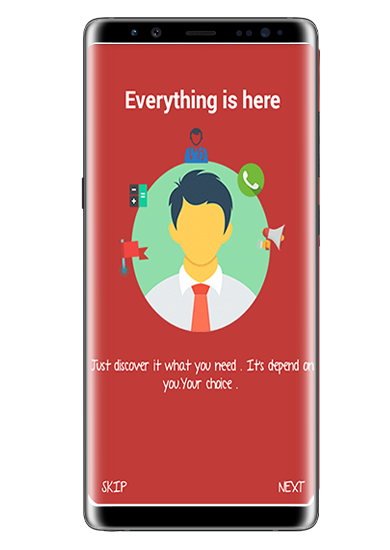 Everything is here
Just discover it what you need . It's depend on
you.Your choice .
SKIP
NEXT